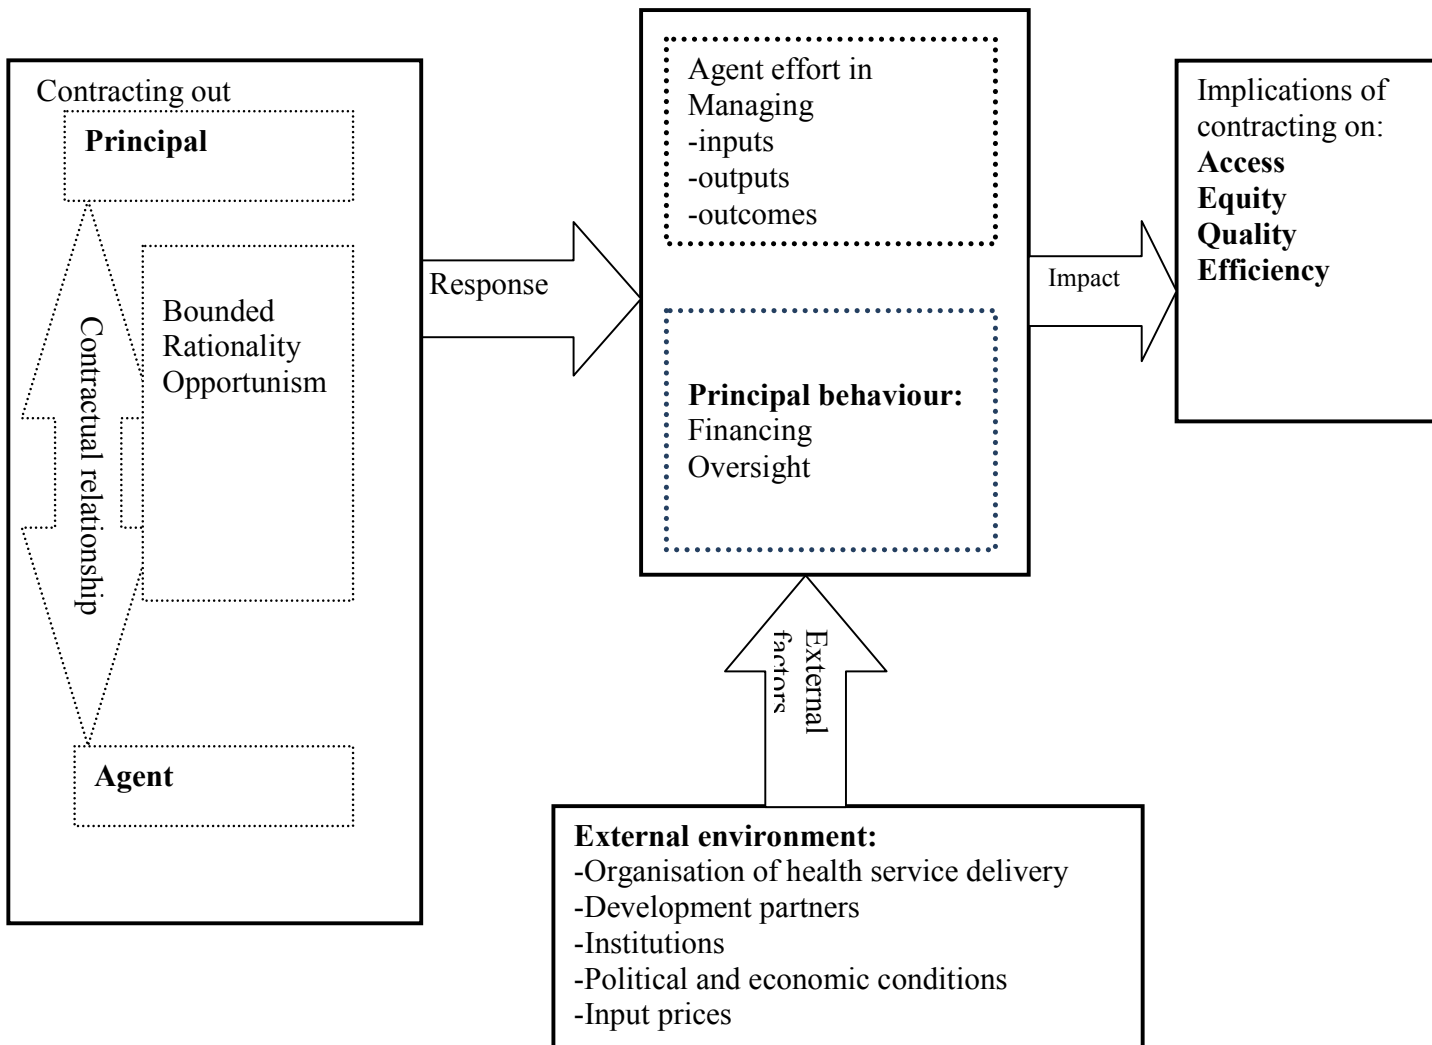 Contracting out
Principal
Contractual relationship
Bounded
Rationality
Opportunism
Agent
Response
Agent effort in
Managing
-inputs
-outputs
-outcomes
Principal behaviour:
Financing
Oversight
Impact
Implications of
contracting on:
Access
Equity
Quality
Efficiency
External
factors
External environment:
-Organisation of health service delivery
-Development partners
-Institutions
-Political and economic conditions
-Input prices